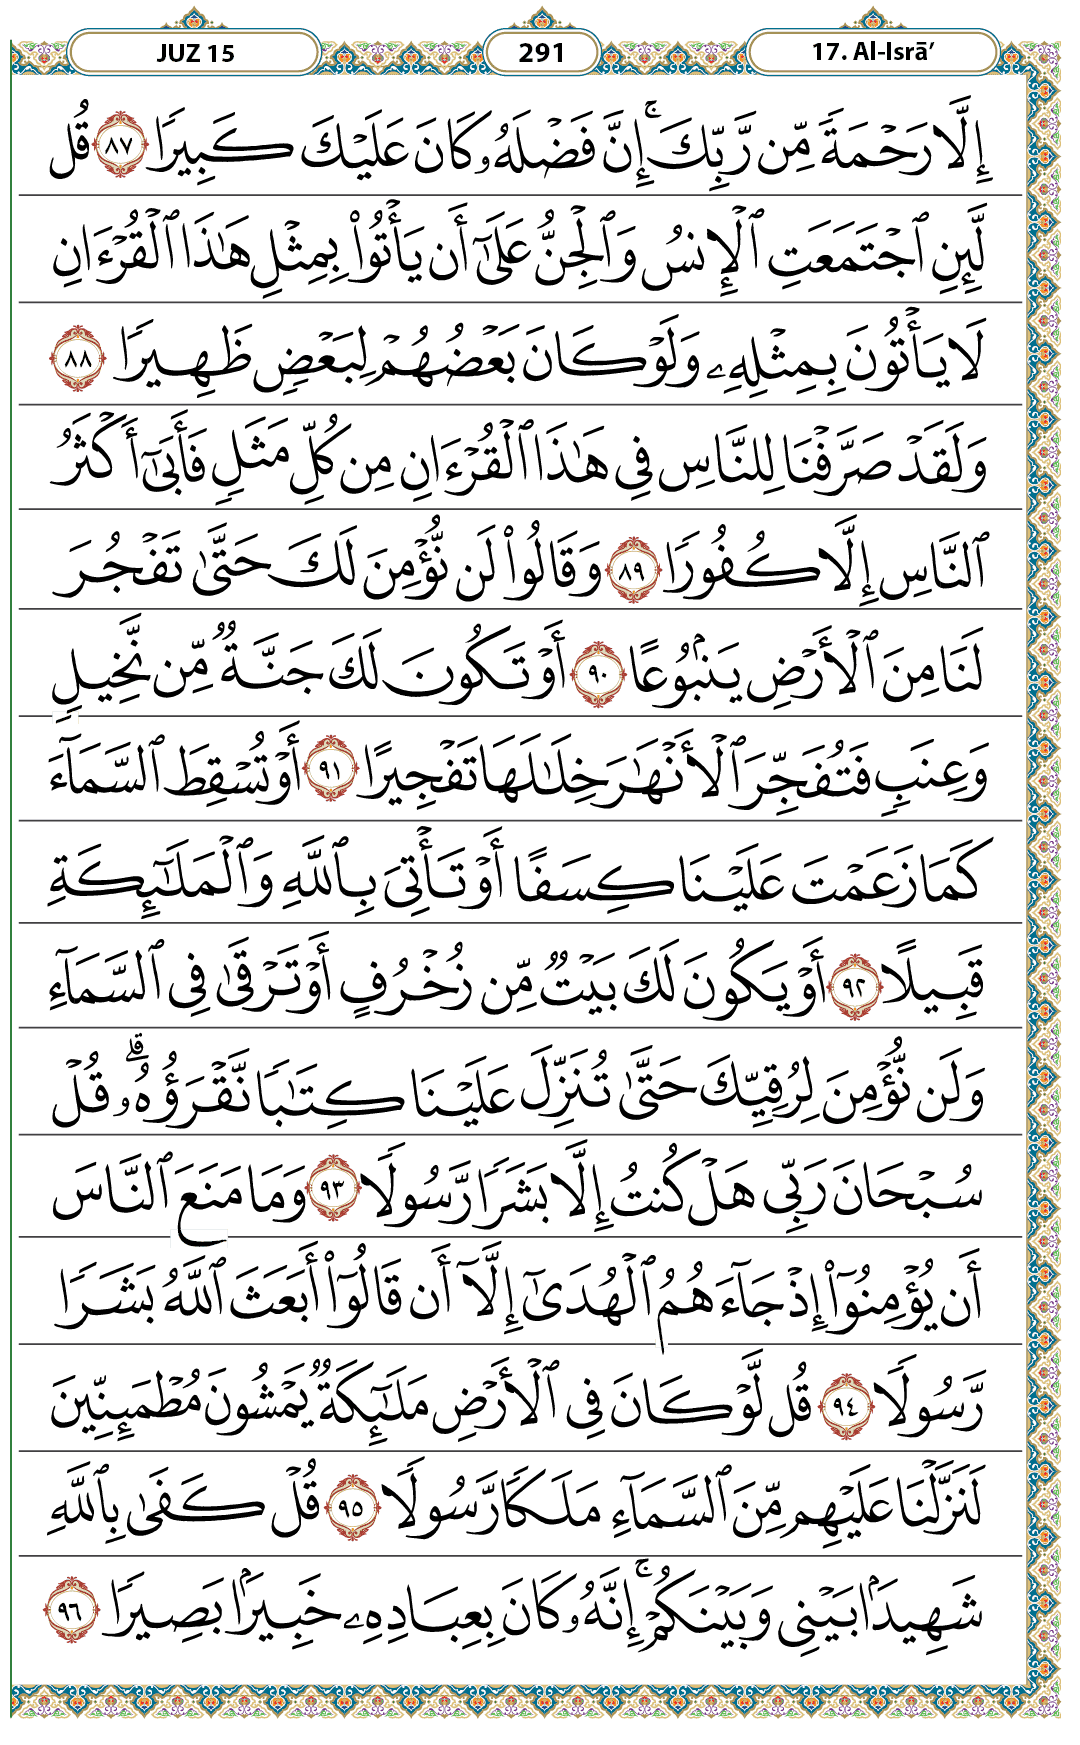 JUZ 15
291
17. Al-Isrā’
إِلَّا رَحْمَةً مِّن رَّبِّكَ ۚ إِنَّ فَضْلَهُۥ كَانَ عَلَيْكَ كَبِيرًا ٨٧ قُل
لَّئِنِ ٱجْتَمَعَتِ ٱلْإِنسُ وَٱلْجِنُّ عَلَىٰٓ أَن يَأْتُوا۟ بِمِثْلِ هَـٰذَا ٱلْقُرْءَانِ
لَا يَأْتُونَ بِمِثْلِهِۦ وَلَوْ كَانَ بَعْضُهُمْ لِبَعْضٍ ظَهِيرًا ٨٨
وَلَقَدْ صَرَّفْنَا لِلنَّاسِ فِى هَـٰذَا ٱلْقُرْءَانِ مِن كُلِّ مَثَلٍ فَأَبَىٰٓ أَكْثَرُ
ٱلنَّاسِ إِلَّا كُفُورًا ٨٩ وَقَالُوا۟ لَن نُّؤْمِنَ لَكَ حَتَّىٰ تَفْجُرَ
لَنَا مِنَ ٱلْأَرْضِ يَنۢبُوعًا ٩٠ أَوْ تَكُونَ لَكَ جَنَّةٌ مِّن نَّخِيلٍ
وَعِنَبٍ فَتُفَجِّرَ ٱلْأَنْهَـٰرَ خِلَـٰلَهَا تَفْجِيرًا ٩١ أَوْ تُسْقِطَ ٱلسَّمَآءَ
كَمَا زَعَمْتَ عَلَيْنَا كِسَفًا أَوْ تَأْتِىَ بِٱللَّهِ وَٱلْمَلَـٰٓئِكَةِ
قَبِيلًا ٩٢ أَوْ يَكُونَ لَكَ بَيْتٌ مِّن زُخْرُفٍ أَوْ تَرْقَىٰ فِى ٱلسَّمَآءِ
وَلَن نُّؤْمِنَ لِرُقِيِّكَ حَتَّىٰ تُنَزِّلَ عَلَيْنَا كِتَـٰبًا نَّقْرَؤُهُۥ ۗ قُلْ
سُبْحَانَ رَبِّى هَلْ كُنتُ إِلَّا بَشَرًا رَّسُولًا ٩٣ وَمَا مَنَعَ ٱلنَّاسَ
أَن يُؤْمِنُوٓا۟ إِذْ جَآءَهُمُ ٱلْهُدَىٰٓ إِلَّآ أَن قَالُوٓا۟ أَبَعَثَ ٱللَّهُ بَشَرًا
رَّسُولًا ٩٤ قُل لَّوْ كَانَ فِى ٱلْأَرْضِ مَلَـٰٓئِكَةٌ يَمْشُونَ مُطْمَئِنِّينَ
لَنَزَّلْنَا عَلَيْهِم مِّنَ ٱلسَّمَآءِ مَلَكًا رَّسُولًا ٩٥ قُلْ كَفَىٰ بِٱللَّهِ
شَهِيدًۢا بَيْنِى وَبَيْنَكُمْ ۚ إِنَّهُۥ كَانَ بِعِبَادِهِۦ خَبِيرًۢا بَصِيرًا ٩٦